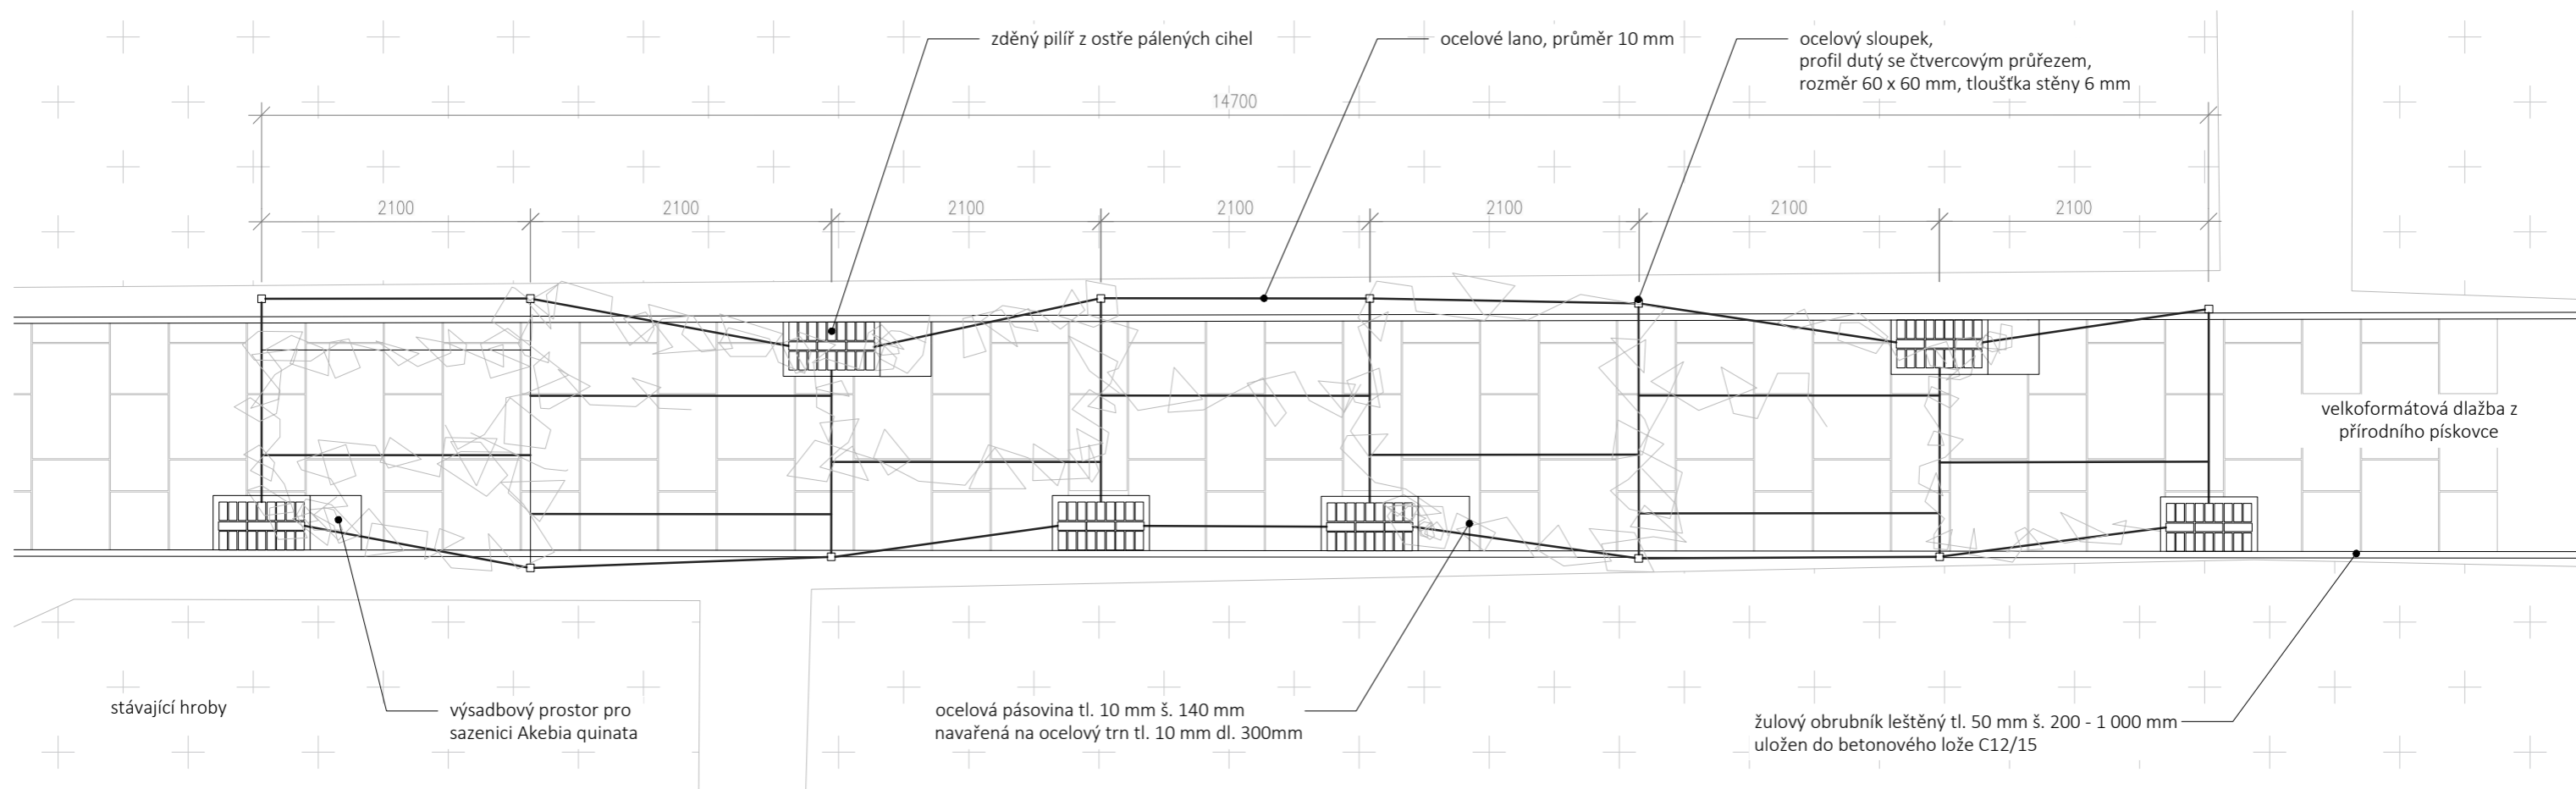 zděný pilíř z ostře pálených cihel
ocelové lano, průměr 10 mm
ocelový sloupek,
profil dutý se čtvercovým průřezem,
rozměr 60 x 60 mm, tloušťka stěny 6 mm
14700
2100
2100
2100
2100
2100
2100
2100
velkoformátová dlažba z
přírodního pískovce
stávající hroby
výsadbový prostor pro
sazenici Akebia quinata
ocelová pásovina tl. 10 mm š. 140 mm
navařená na ocelový trn tl. 10 mm dl. 300mm
žulový obrubník leštěný tl. 50 mm š. 200 - 1 000 mm
uložen do betonového lože C12/15